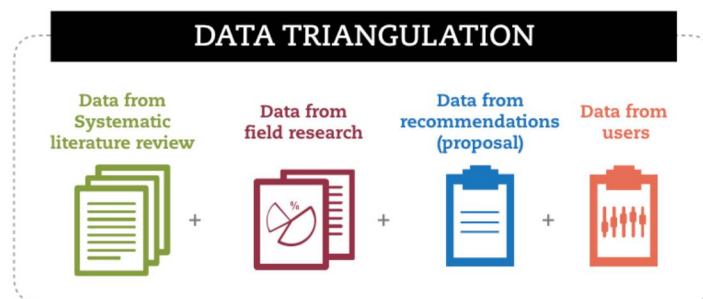 DATA TRIANGULATION
Data from
Systematic
literature review
Data from
field research
Data from
recommendations
(proposal)
Data from
users
%
+
+
+